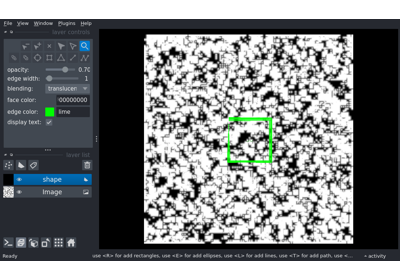 File View Window Plugins Help
layer controls
opacity: 0.70
edge width: 1
blending: translucen
face color: 00000000
edge color: lime
display text:
layer list
shape
Image
Ready
use <R> for add rectangles, use <E> for add ellipses, use <L> for add lines, use <T> for add path, use <...
activity